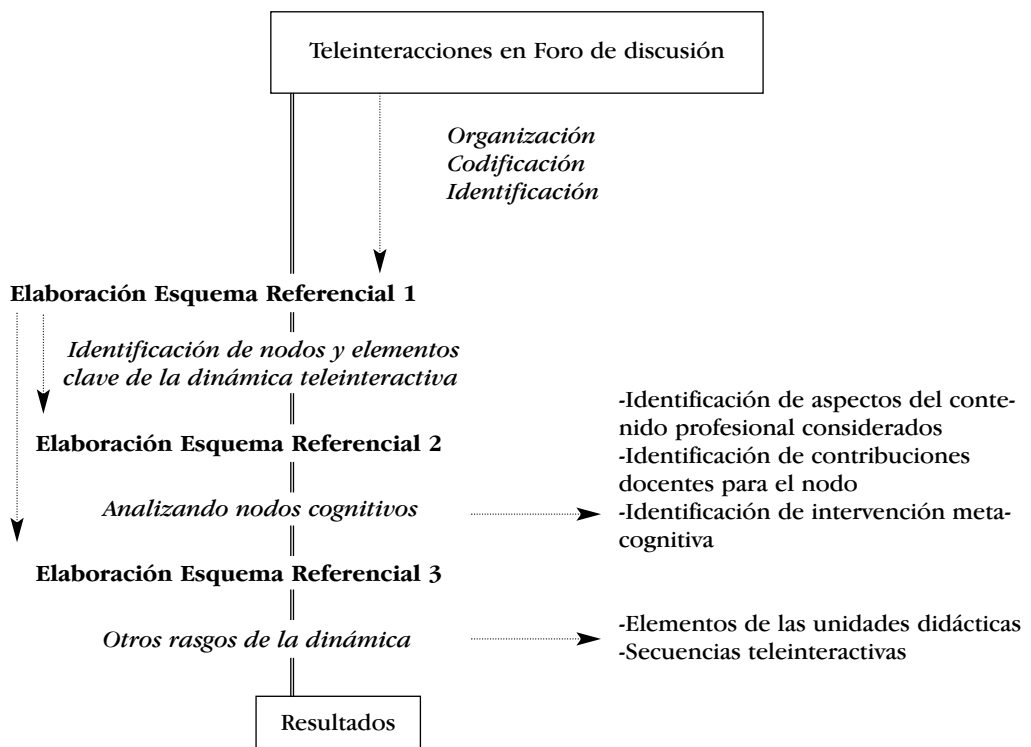 Teleinteracciones en Foro de discusión
Organización
Codificación
Identificación
Elaboración Esquema Referencial 1
Identificación de nodos y elementos
clave de la dinámica teleinteractiva
Elaboración Esquema Referencial 2
Analizando nodos cognitivos
-Identificación de aspectos del conte-
nido profesional considerados
-Identificación de contribuciones
docentes para el nodo
-Identificación de intervención meta-
cognitiva
Elaboración Esquema Referencial 3
Otros rasgos de la dinámica
-Elementos de las unidades didácticas
-Secuencias teleinteractivas
Resultados